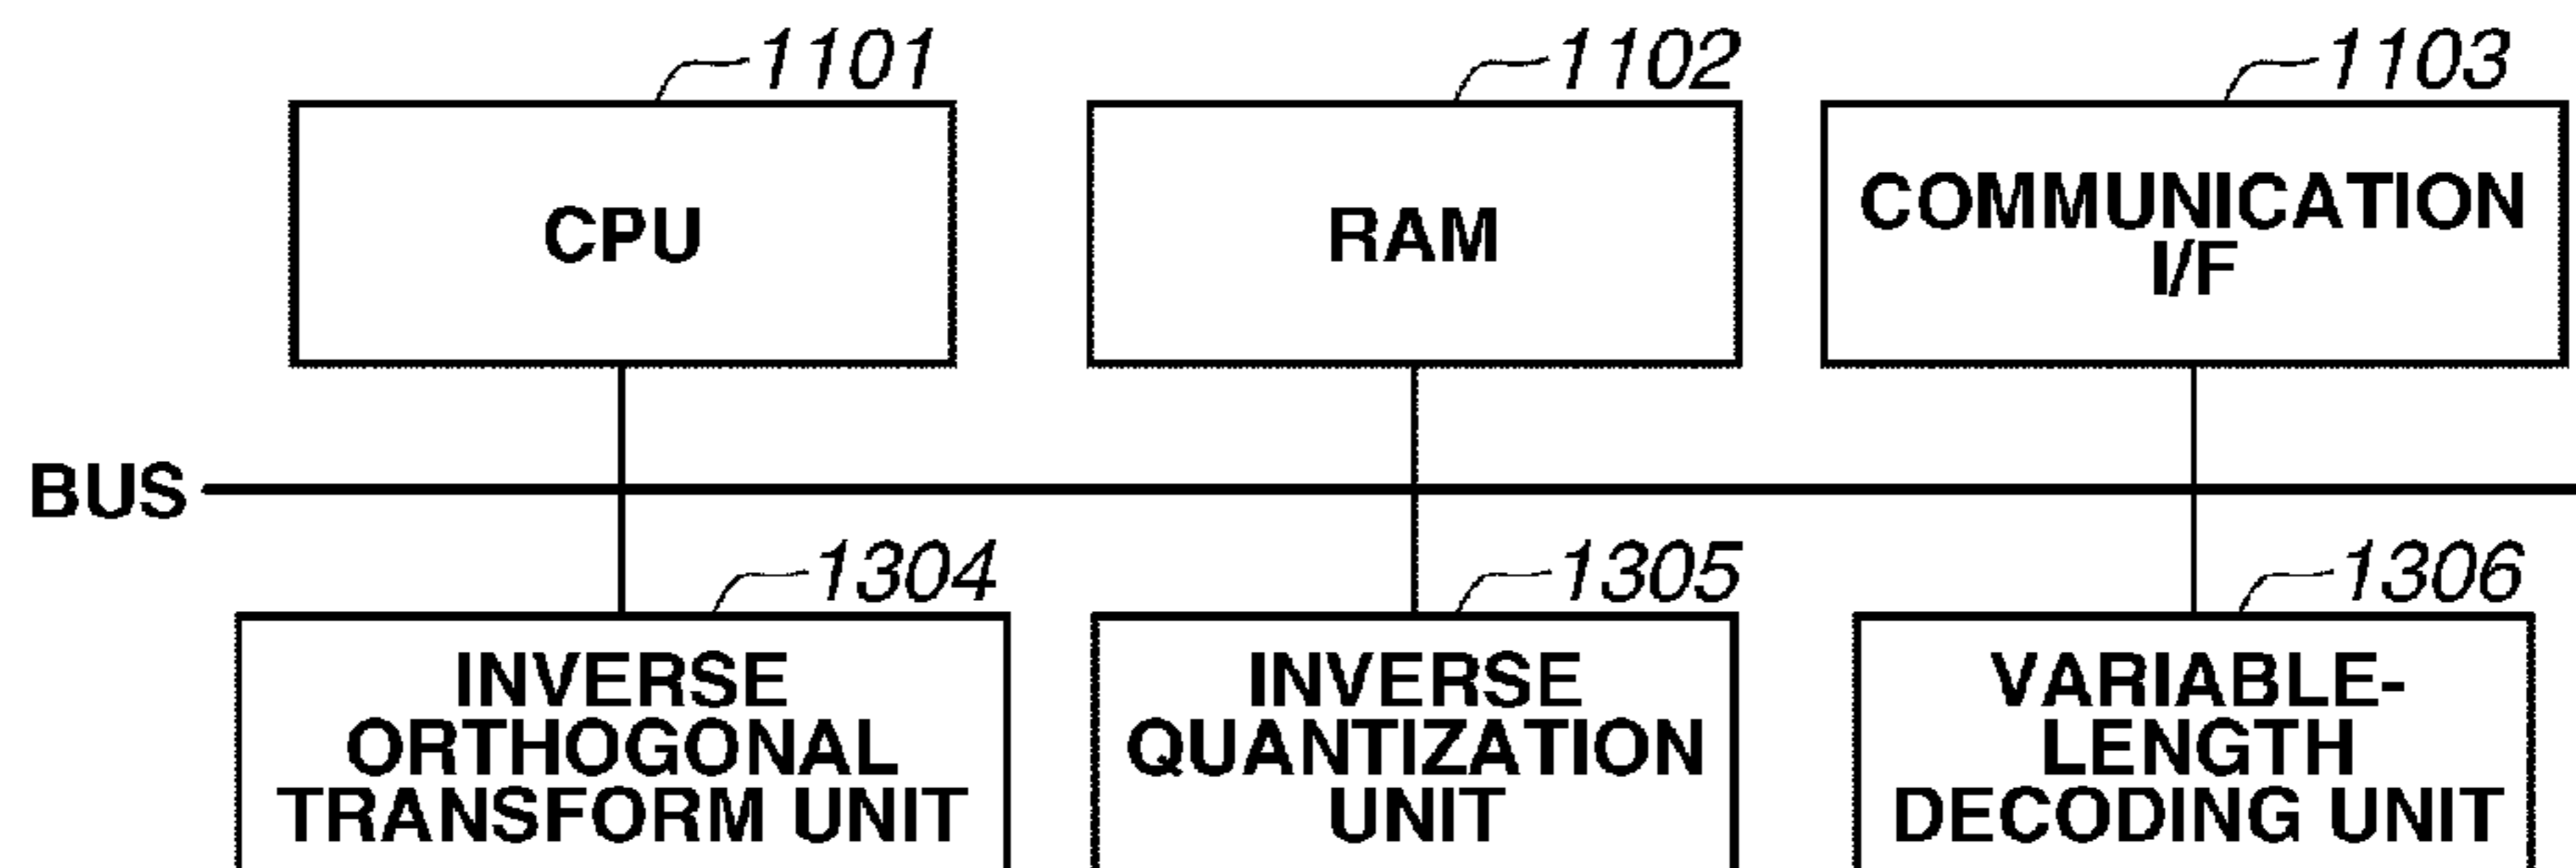 1101
1102
1103
CPU
RAM
COMMUNICATION
I/F
BUS
1304
1305
1306
INVERSE
ORTHOGONAL
TRANSFORM UNIT
INVERSE
QUANTIZATION
UNIT
VARIABLE-
LENGTH
DECODING UNIT